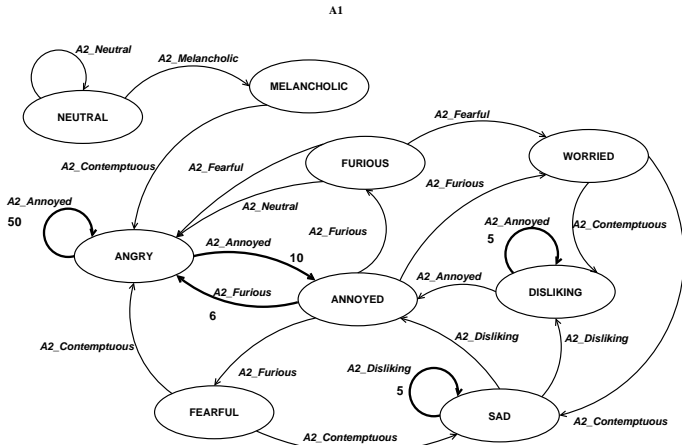 A1
A2_Neutral
A2_Melancholic
MELANCHOLIC
NEUTRAL
A2_Fearful
A2_Contemptuous
A2_Fearful
FURIOUS
WORRIED
A2_Furious
A2_Annoyed
50
A2_Neutral
A2_Annoyed
5
A2_Contemptuous
A2_Annoyed
10
A2_Furious
ANGRY
A2_Annoyed
A2_Furious
6
ANNOYED
DISLIKING
A2_Disliking
A2_Disliking
A2_Contemptuous
A2_Furious
A2_Disliking
5
FEARFUL
SAD
A2_Contemptuous
A2_Contemptuous